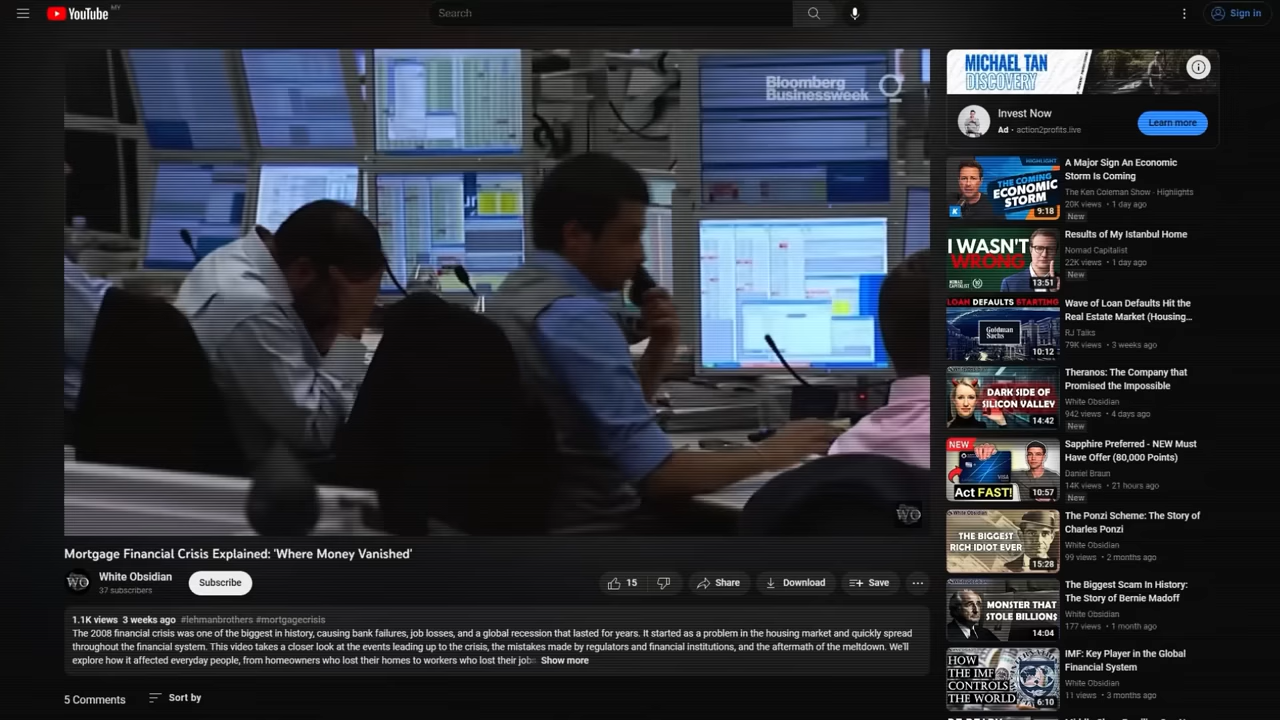 YouTube MY
Search
Sign in
Bloomberg
Businessweek
WO
Mortgage Financial Crisis Explained: 'Where Money Vanished'
WO
White Obsidian
37 subscribers
Subscribe
15
Share
Download
Save
1.1K views 3 weeks ago #lehmanbrothers #mortgagecrisis
The 2008 financial crisis was one of the biggest in history, causing bank failures, job losses, and a global recession that lasted for years. It started as a problem in the housing market and quickly spread
throughout the financial system. This video takes a closer look at the events leading up to the crisis, the mistakes made by regulators and financial institutions, and the aftermath of the meltdown. We'll
explore how it affected everyday people, from homeowners who lost their homes to workers who lost their job Show more
5 Comments
Sort by
MICHAEL TAN
DISCOVERY
Invest Now
Ad • action2profits.live
Learn more
HIGHLIGHT
THE COMING
ECONOMIC
STORM
K
9:18
A Major Sign An Economic
Storm Is Coming
The Ken Coleman Show - Highlights
20K views • 1 day ago
New
I WASN'T
WRONG
NOMAD
CAPITALIST
13:51
Results of My Istanbul Home
Nomad Capitalist
22K views • 1 day ago
New
LOAN DEFAULTS STARTING
Goldman
Sachs
10:12
Wave of Loan Defaults Hit the
Real Estate Market (Housing...
RJ Talks
79K views • 3 weeks ago
DARK SIDE OF
SILICON VALLEY
14:42
Theranos: The Company that
Promised the Impossible
White Obsidian
942 views • 4 days ago
New
NEW
VISA
Act FAST!
10:57
Sapphire Preferred - NEW Must
Have Offer (80,000 Points)
Daniel Braun
14K views • 21 hours ago
New
White Obsidian
THE BIGGEST
RICH IDIOT EVER
15:28
The Ponzi Scheme: The Story of
Charles Ponzi
White Obsidian
99 views • 2 months ago
White Obsidian
MONSTER THAT
STOLE BILLIONS
14:04
The Biggest Scam In History:
The Story of Bernie Madoff
White Obsidian
177 views • 1 month ago
HOW
THE IMF
CONTROLS
THE WORLD
6:10
IMF: Key Player in the Global
Financial System
White Obsidian
11 views • 3 months ago